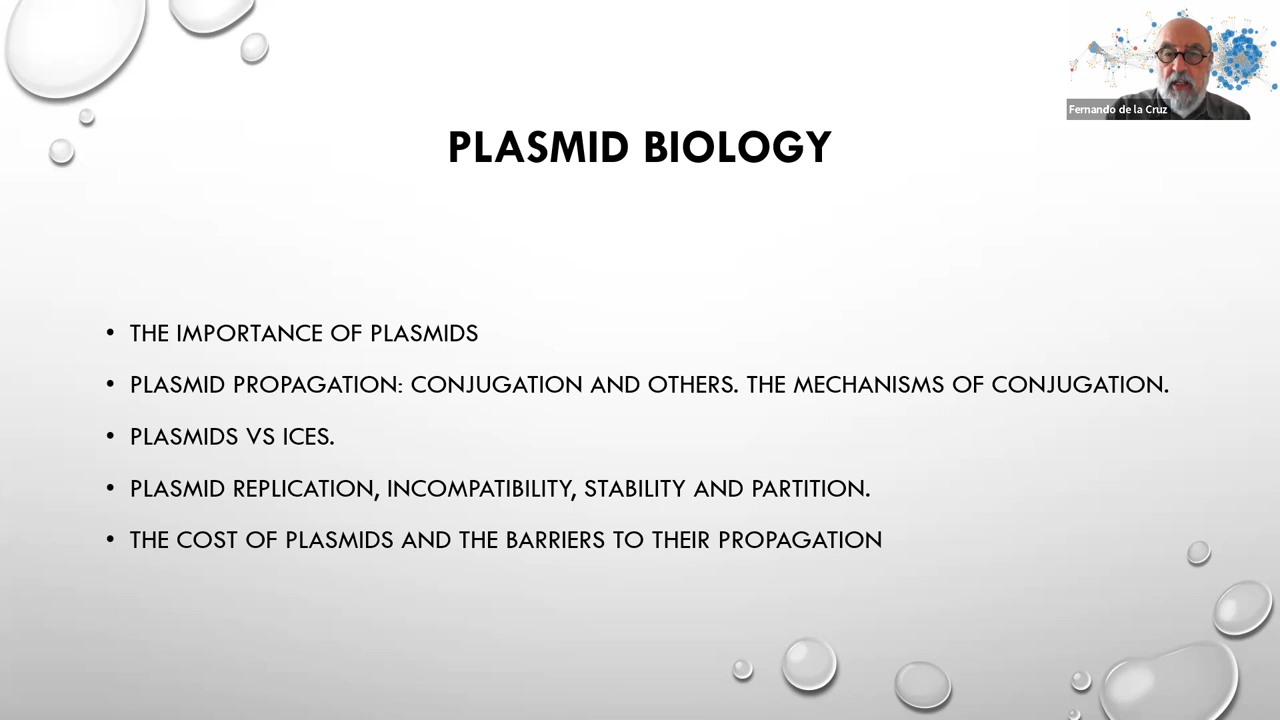 Fernando de la Cruz
PLASMID BIOLOGY
• THE IMPORTANCE OF PLASMIDS
• PLASMID PROPAGATION: CONJUGATION AND OTHERS. THE MECHANISMS OF CONJUGATION.
• PLASMIDS VS ICES.
• PLASMID REPLICATION, INCOMPATIBILITY, STABILITY AND PARTITION.
• THE COST OF PLASMIDS AND THE BARRIERS TO THEIR PROPAGATION